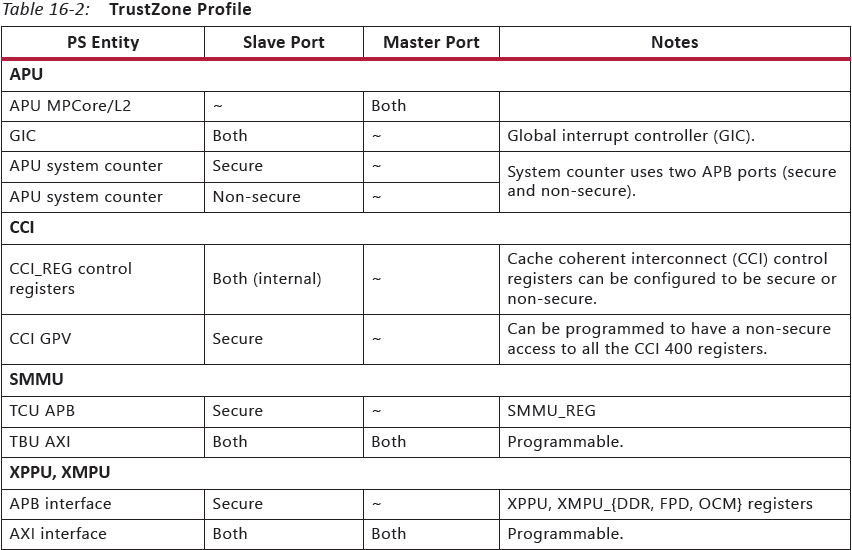 Table 16-2: TrustZone Profile
PS Entity Slave Port Master Port Notes
APU
APU MPCore/L2 ~ Both
GIC Both ~ Global interrupt controller (GIC).
APU system counter Secure ~ System counter uses two APB ports (secure
and non-secure).
APU system counter Non-secure ~
CCI
CCI_REG control
registers Both (internal) ~ Cache coherent interconnect (CCI) control
registers can be configured to be secure or
non-secure.
CCI GPV Secure ~ Can be programmed to have a non-secure
access to all the CCI 400 registers.
SMMU
TCU APB Secure ~ SMMU_REG
TBU AXI Both Both Programmable.
XPPU, XMPU
APB interface Secure ~ XPPU, XMPU_{DDR, FPD, OCM} registers
AXI interface Both Both Programmable.